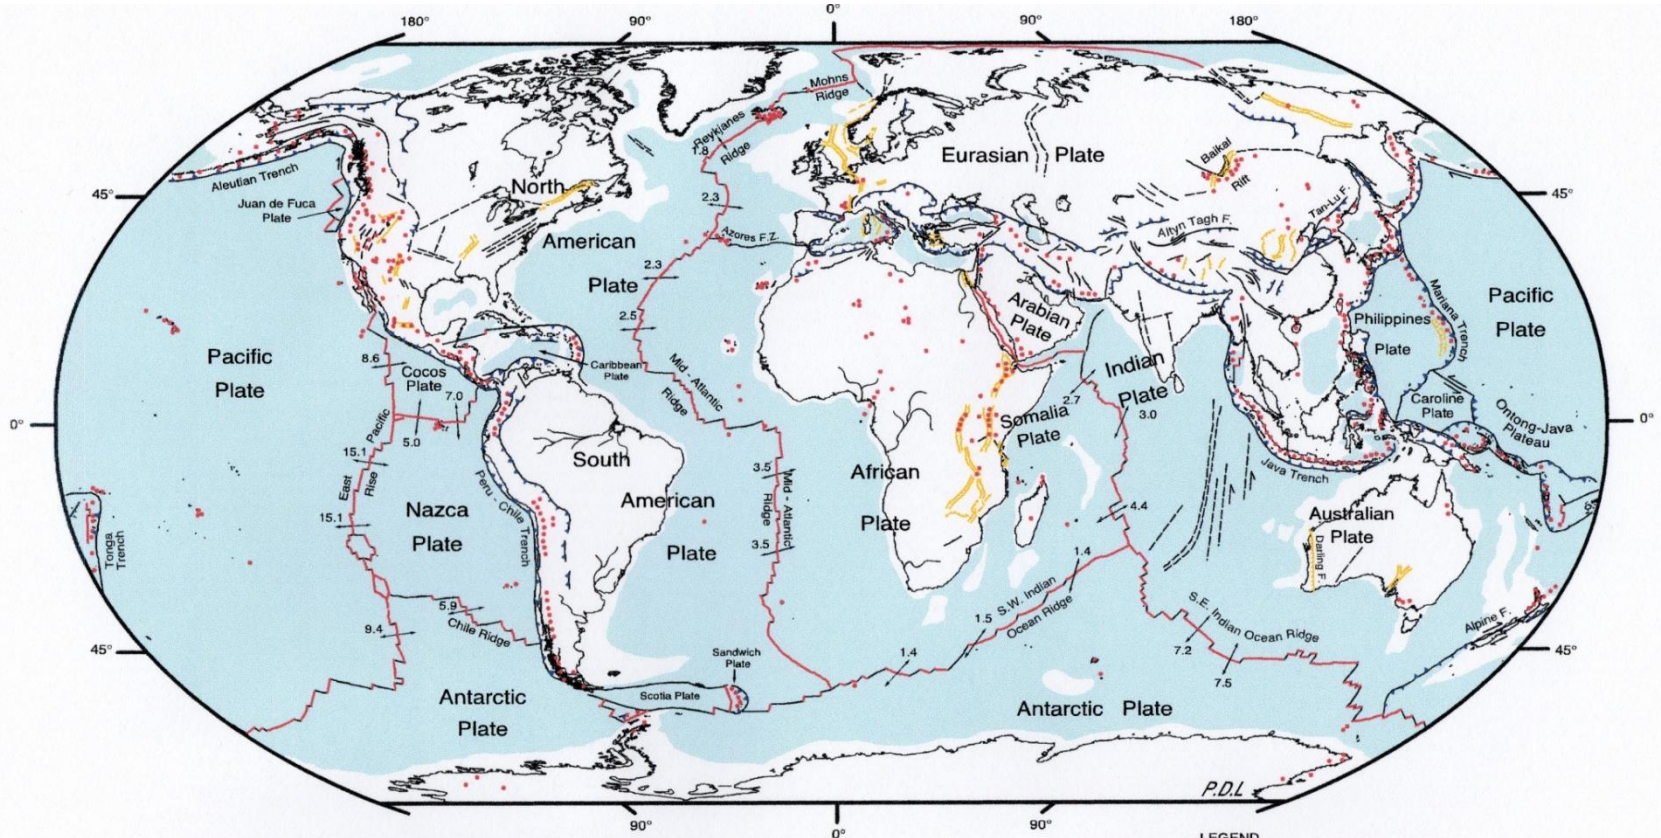 180°
90°
0°
90°
180°
Mohns
Ridge
Reykjanes
Ridge
1.8
Eurasian Plate
Baikal
Rift
45°
45°
Aleutian Trench
North
2.3
Tan-Lu F.
Juan de Fuca
Plate
Altyn Tagh F.
American
Azores F.Z.
Plate
2.3
Mariana Trench
Pacific
Plate
Arabian
Plate
2.5
Philippines
Plate
Pacific
Plate
8.6
Cocos
Plate
Caribbean
Plate
Mid - Atlantic
Ridge
Indian
Plate
7.0
2.7
3.0
Caroline
Plate
0°
0°
5.0
Somalia
Plate
Ontong-Java
Plateau
East
Pacific
Rise
15.1
South
American
Plate
3.5
African
Plate
Java Trench
Peru - Chile Trench
Mid - Atlantic
Ridge
15.1
Nazca
Plate
3.5
4.4
Australian
Plate
Darling F.
Tonga
Trench
1.4
5.9
Chile Ridge
9.4
1.5
S.W. Indian
Ocean Ridge
S.E. Indian Ocean Ridge
Alpine F.
45°
45°
Sandwich
Plate
1.4
7.2
7.5
Antarctic
Plate
Scotia Plate
Antarctic Plate
P.D.L
90°
0°
90°
180°
LEGEND